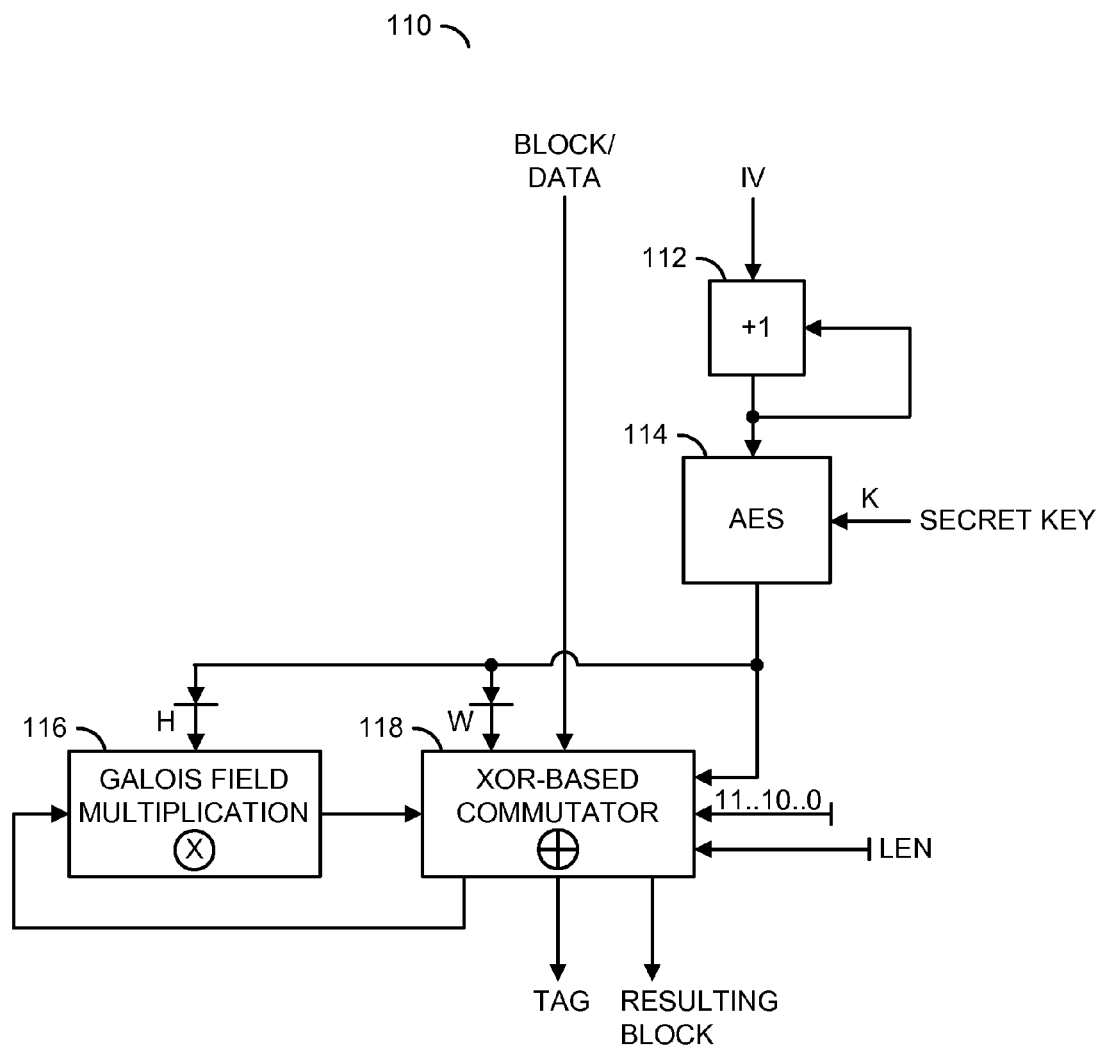 110
BLOCK/
DATA
IV
112
+1
114
AES
K
SECRET KEY
H
W
116
118
GALOIS FIELD
MULTIPLICATION
X
XOR-BASED
COMMUTATOR
11..10..0
LEN
TAG
RESULTING
BLOCK